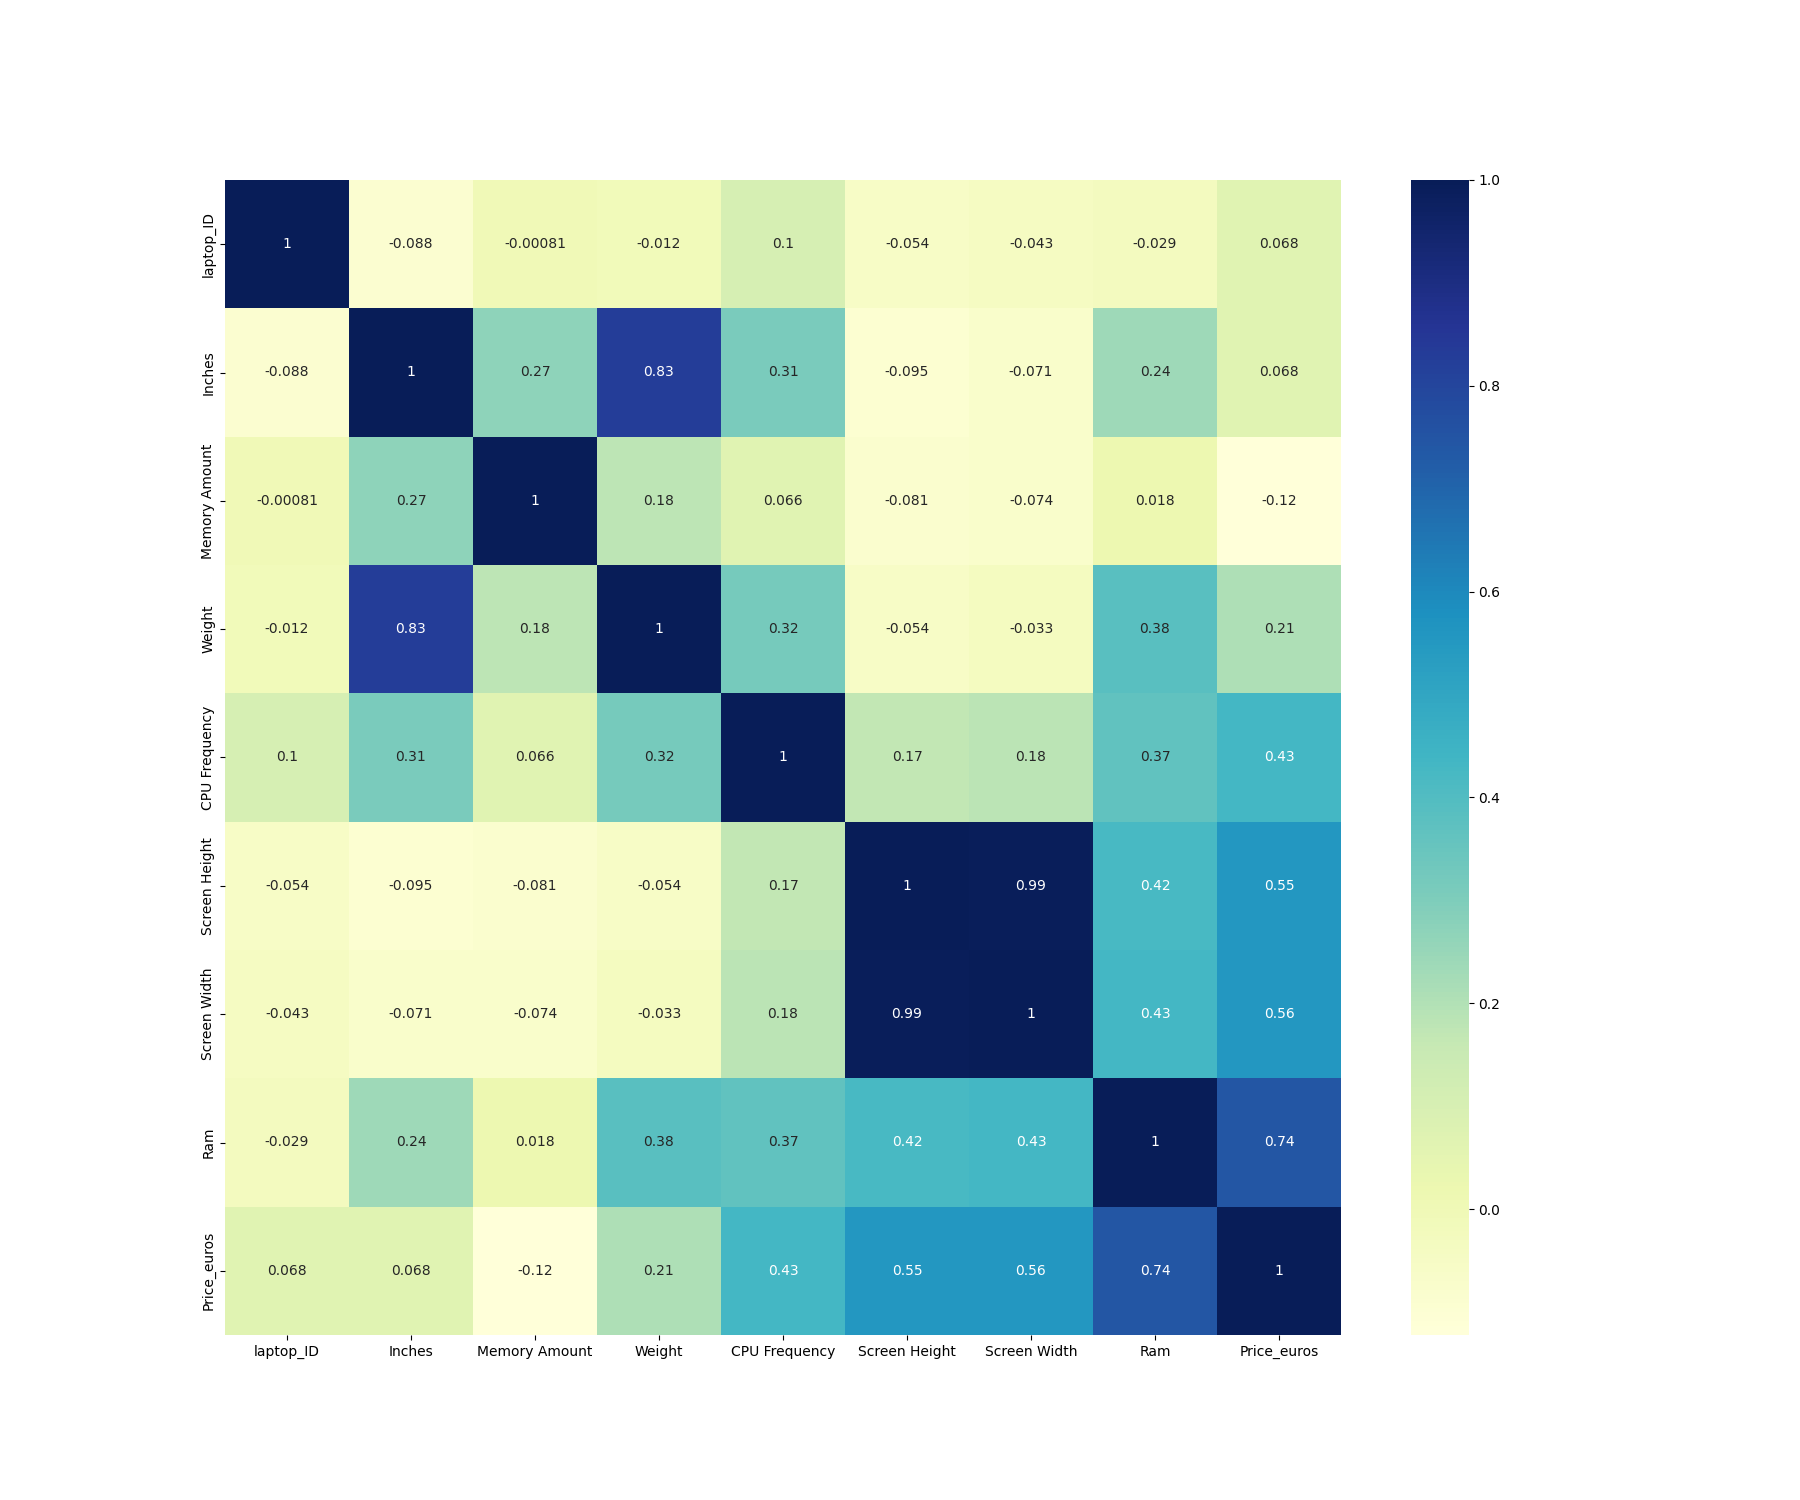 laptop_ID 1 -0.088 -0.00081 -0.012 0.1 -0.054 -0.043 -0.029 0.068
Inches -0.088 1 0.27 0.83 0.31 -0.095 -0.071 0.24 0.068
Memory Amount -0.00081 0.27 1 0.18 0.066 -0.081 -0.074 0.018 -0.12
Weight -0.012 0.83 0.18 1 0.32 -0.054 -0.033 0.38 0.21
CPU Frequency 0.1 0.31 0.066 0.32 1 0.17 0.18 0.37 0.43
Screen Height -0.054 -0.095 -0.081 -0.054 0.17 1 0.99 0.42 0.55
Screen Width -0.043 -0.071 -0.074 -0.033 0.18 0.99 1 0.43 0.56
Ram -0.029 0.24 0.018 0.38 0.37 0.42 0.43 1 0.74
Price_euros 0.068 0.068 -0.12 0.21 0.43 0.55 0.56 0.74 1
laptop_ID Inches Memory Amount Weight CPU Frequency Screen Height Screen Width Ram Price_euros
1.0
0.8
0.6
0.4
0.2
0.0